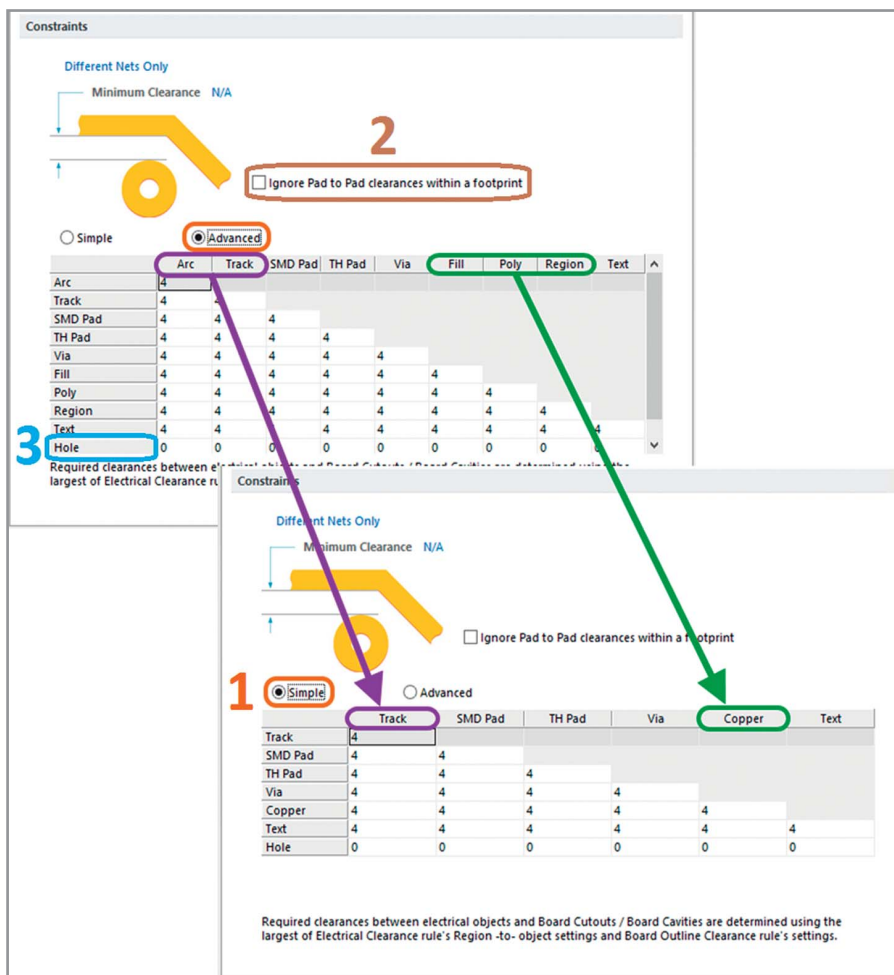 Constraints
Different Nets Only
Minimum Clearance N/A
2
Ignore Pad to Pad clearances within a footprint
Simple Advanced
Arc Track SMD Pad TH Pad Via Fill Poly Region Text
Arc 4
Track 4 4
SMD Pad 4 4 4
TH Pad 4 4 4 4
Via 4 4 4 4 4
Fill 4 4 4 4 4 4
Poly 4 4 4 4 4 4 4
Region 4 4 4 4 4 4 4 4
Text 4 4 4 4 4 4 4 4 4
3 Hole 0 0 0 0 0 0 0 0 0
Required clearances between electrical objects and Board Cutouts / Board Cavities are determined using the
largest of Electrical Clearance
Constraints
Different Nets Only
Minimum Clearance N/A
Ignore Pad to Pad clearances within a footprint
1 Simple Advanced
Track SMD Pad TH Pad Via Copper Text
Track 4
SMD Pad 4 4
TH Pad 4 4 4
Via 4 4 4 4
Copper 4 4 4 4 4
Text 4 4 4 4 4 4
Hole 0 0 0 0 0 0
Required clearances between electrical objects and Board Cutouts / Board Cavities are determined using the
largest of Electrical Clearance rule's Region -to- object settings and Board Outline Clearance rule's settings.